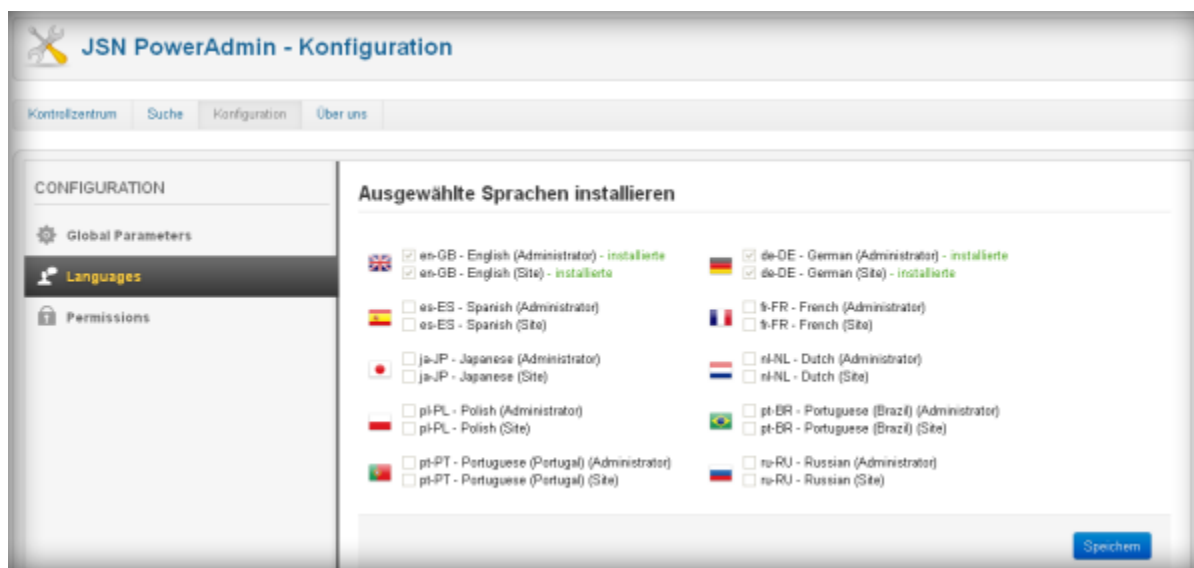 JSN PowerAdmin - Konfiguration
Kontrollzentrum Suche Konfiguration Über uns
CONFIGURATION
Global Parameters
Languages
Permissions
Ausgewählte Sprachen installieren
en-GB - English (Administrator) - installierte
en-GB - English (Site) - installierte
de-DE - German (Administrator) - installierte
de-DE - German (Site) - installierte
es-ES - Spanish (Administrator)
es-ES - Spanish (Site)
fr-FR - French (Administrator)
fr-FR - French (Site)
ja-JP - Japanese (Administrator)
ja-JP - Japanese (Site)
nl-NL - Dutch (Administrator)
nl-NL - Dutch (Site)
pl-PL - Polish (Administrator)
pl-PL - Polish (Site)
pt-BR - Portuguese (Brazil) (Administrator)
pt-BR - Portuguese (Brazil) (Site)
pt-PT - Portuguese (Portugal) (Administrator)
pt-PT - Portuguese (Portugal) (Site)
ru-RU - Russian (Administrator)
ru-RU - Russian (Site)
Speichern